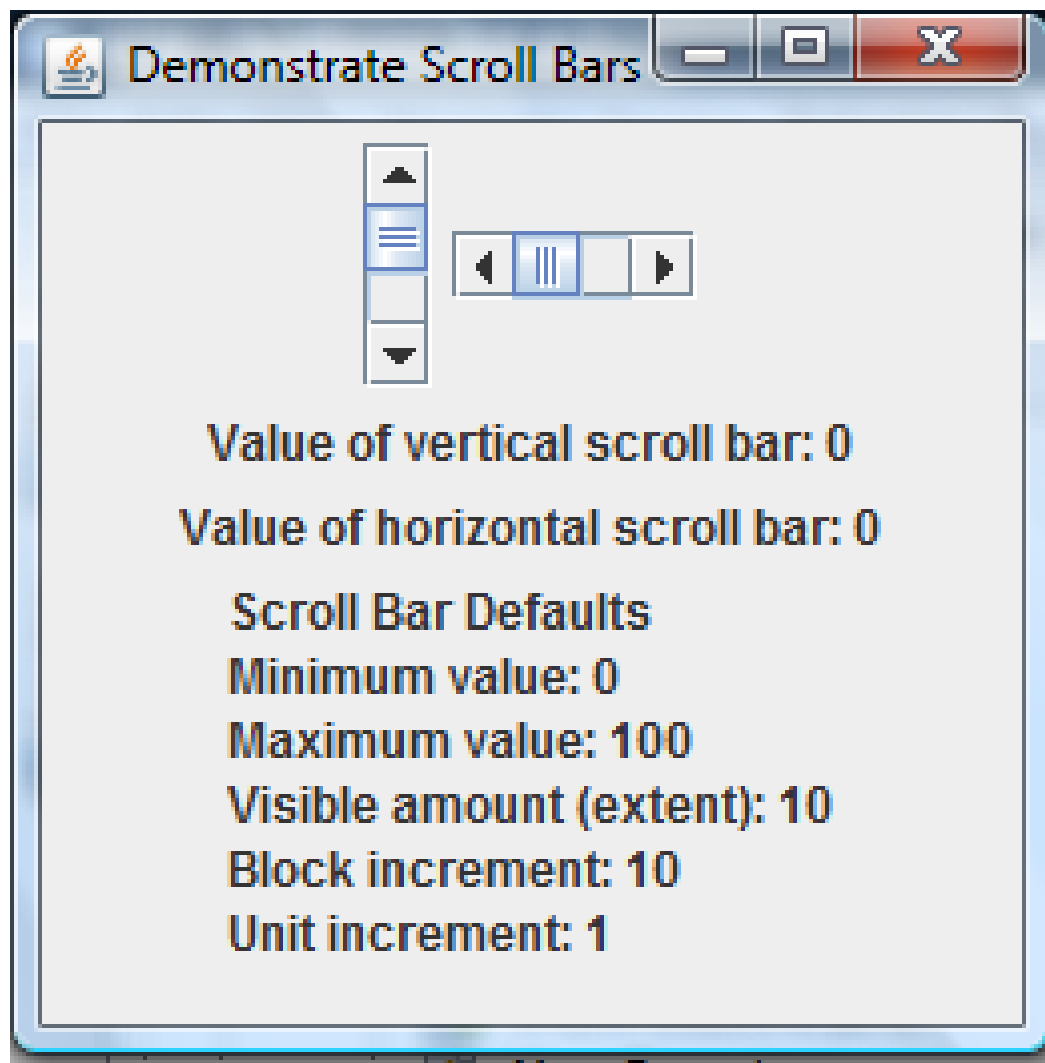 Demonstrate Scroll Bars
Value of vertical scroll bar: 0
Value of horizontal scroll bar: 0
Scroll Bar Defaults
Minimum value: 0
Maximum value: 100
Visible amount (extent): 10
Block increment: 10
Unit increment: 1